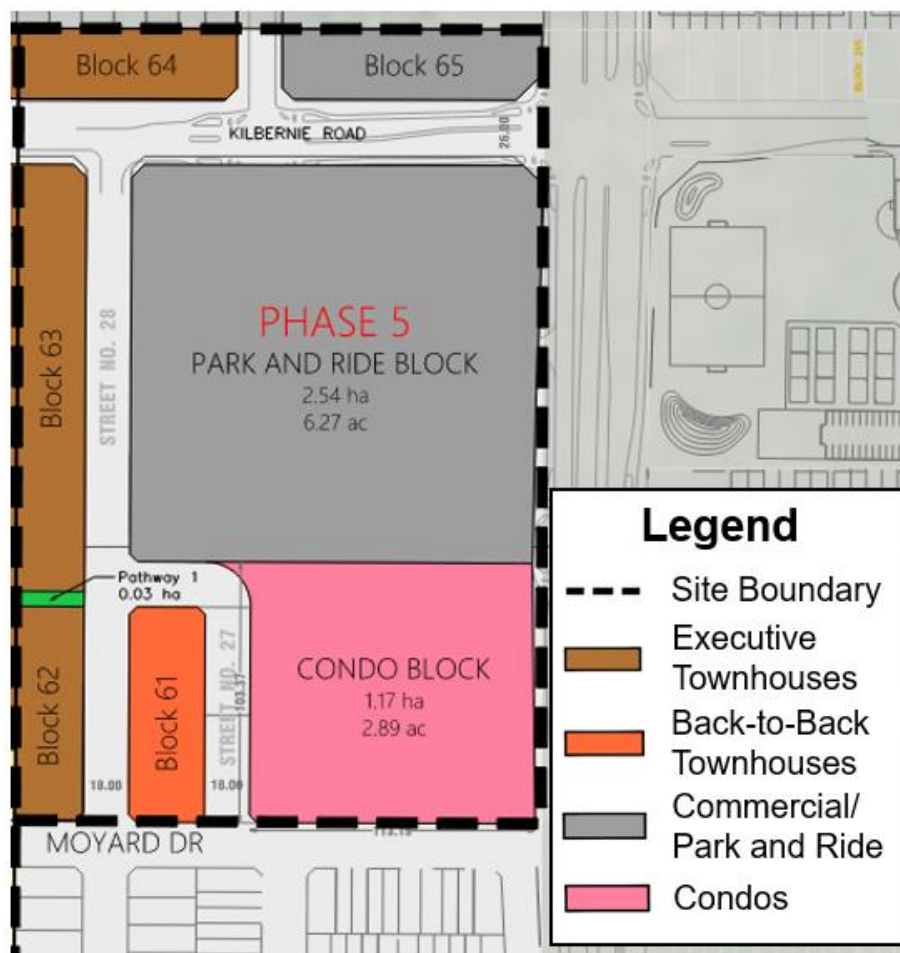 Block 64
Block 65
KILBERNIE ROAD
26.00
PHASE 5
PARK AND RIDE BLOCK
2.54 ha
6.27 ac
Block 63
STREET NO. 28
Pathway 1
0.03 ha
Block 62
Block 61
STREET NO. 27
103.37
CONDO BLOCK
1.17 ha
2.89 ac
18.00
18.00
MOYARD DR
Legend
Site Boundary
Executive
Townhouses
Back-to-Back
Townhouses
Commercial/
Park and Ride
Condos